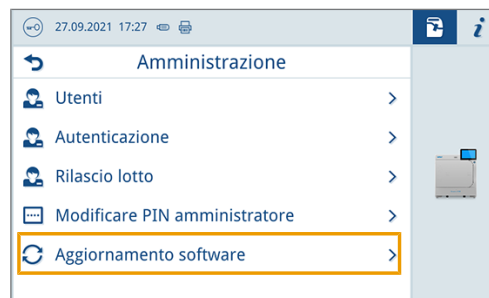 27.09.2021 17:27
i
Amministrazione
Utenti
Autenticazione
Rilascio lotto
Modificare PIN amministratore
Aggiornamento software